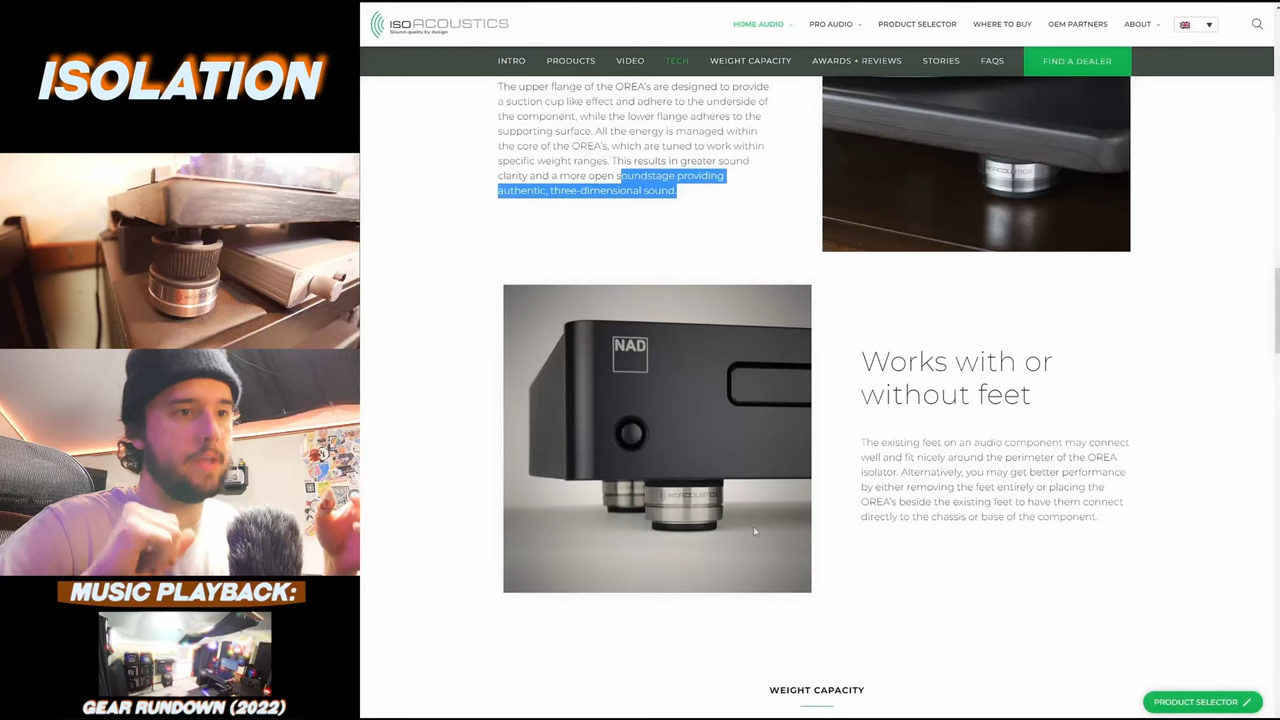 ISOLATION
MUSIC PLAYBACK:
GEAR RUNDOWN (2022)
ISOACOUSTICS
Sound quality by design
HOME AUDIO
PRO AUDIO
PRODUCT SELECTOR
WHERE TO BUY
OEM PARTNERS
ABOUT
INTRO
PRODUCTS
VIDEO
TECH
WEIGHT CAPACITY
AWARDS + REVIEWS
STORIES
FAQS
FIND A DEALER
The upper flange of the OREA's are designed to provide
a suction cup like effect and adhere to the underside of
the component, while the lower flange adheres to the
supporting surface. All the energy is managed within
the core of the OREA's, which are tuned to work within
specific weight ranges. This results in greater sound
clarity and a more open soundstage providing
authentic, three-dimensional sound.
NAD
Works with or
without feet
The existing feet on an audio component may connect
well and fit nicely around the perimeter of the OREA
isolator. Alternatively, you may get better performance
by either removing the feet entirely or placing the
OREA's beside the existing feet to have them connect
directly to the chassis or base of the component.
WEIGHT CAPACITY
PRODUCT SELECTOR